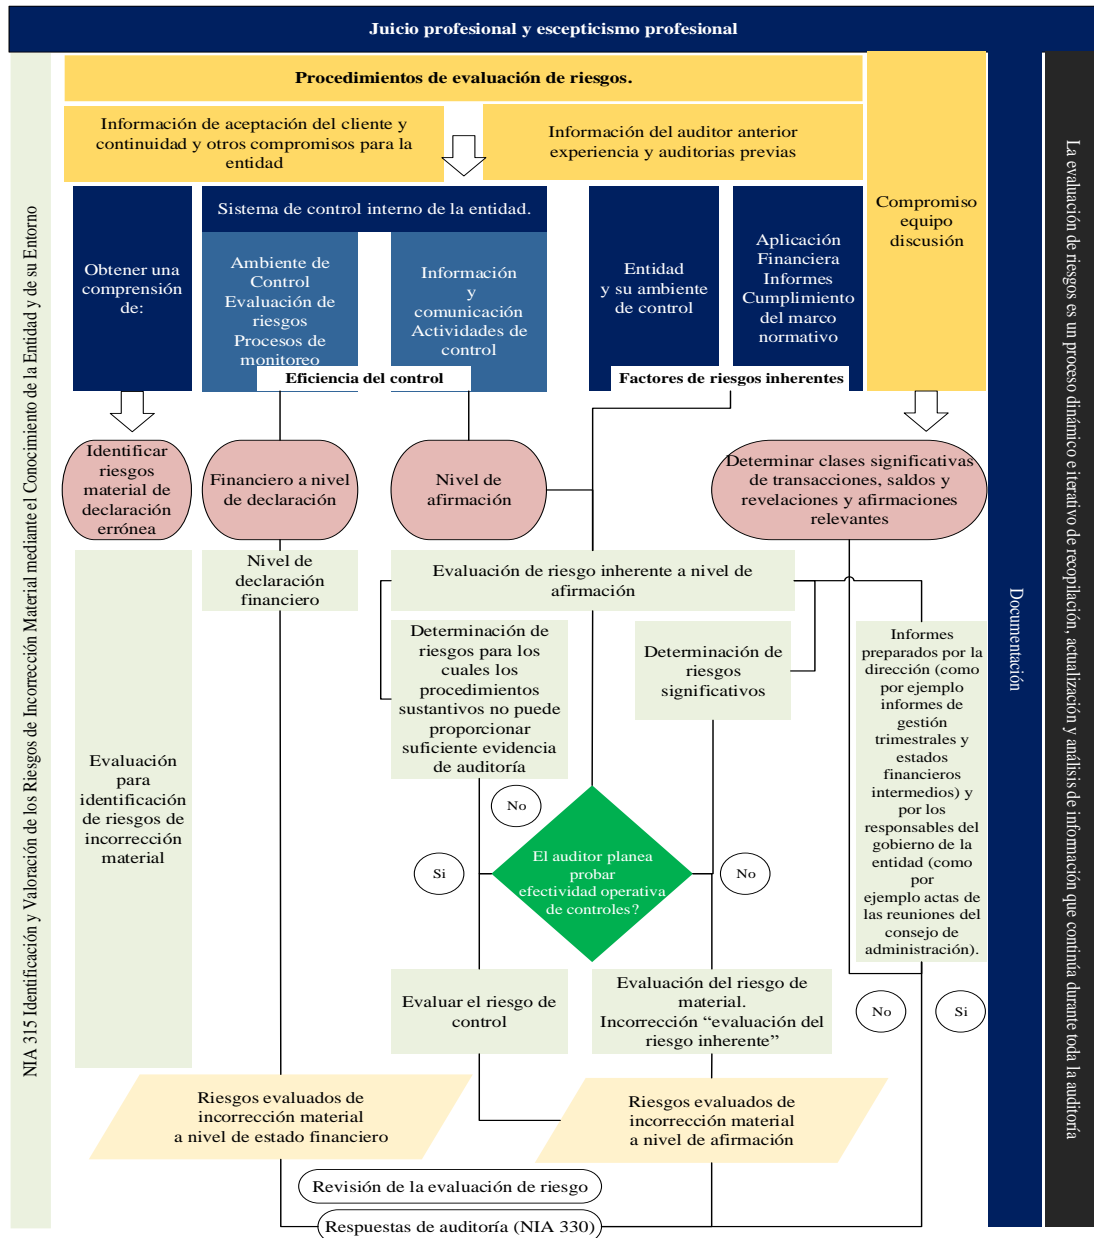 Juicio profesional y escepticismo profesional
NIA 315 Identificación y Valoración de los Riesgos de Incorrección Material mediante el Conocimiento de la Entidad y de su Entorno
Procedimientos de evaluación de riesgos.
Información de aceptación del cliente y
continuidad y otros compromisos para la
entidad
Información del auditor anterior
experiencia y auditorias previas
Compromiso
equipo
discusión
Obtener una
comprensión
de:
Sistema de control interno de la entidad.
Ambiente de
Control
Evaluación de
riesgos
Procesos de
monitoreo
Información
y
comunicación
Actividades de
control
Eficiencia del control
Entidad
y su ambiente
de control
Aplicación
Financiera
Informes
Cumplimiento
del marco
normativo
Factores de riesgos inherentes
Identificar
riesgos
material de
declaración
errónea
Financiero a nivel
de declaración
Nivel de
afirmación
Determinar clases significativas
de transacciones, saldos y
revelaciones y afirmaciones
relevantes
Nivel de
declaración
financiero
Evaluación de riesgo inherente a nivel de
afirmación
Evaluación
para
identificación
de riesgos de
incorrección
material
Determinación de
riesgos para los
cuales los
procedimientos
sustantivos no puede
proporcionar
suficiente evidencia
de auditoría
Determinación de
riesgos
significativos
Informes
preparados por la
dirección (como
por ejemplo
informes de
gestión
trimestrales y
estados
financieros
intermedios) y
por los
responsables del
gobierno de la
entidad (como
por
ejemplo actas de
las reuniones del
consejo de
administración).
No
Si
El auditor planea
probar
efectividad operativa
de controles?
No
Evaluar el riesgo de
control
Evaluación del riesgo de
material.
Incorrección “evaluación del
riesgo inherente”
No
Si
Riesgos evaluados de
incorrección material
a nivel de estado financiero
Riesgos evaluados de
incorrección material
a nivel de afirmación
Revisión de la evaluación de riesgo
Respuestas de auditoría (NIA 330)
Documentación
La evaluación de riesgos es un proceso dinámico e iterativo de recopilación, actualización y análisis de información que continúa durante toda la auditoría